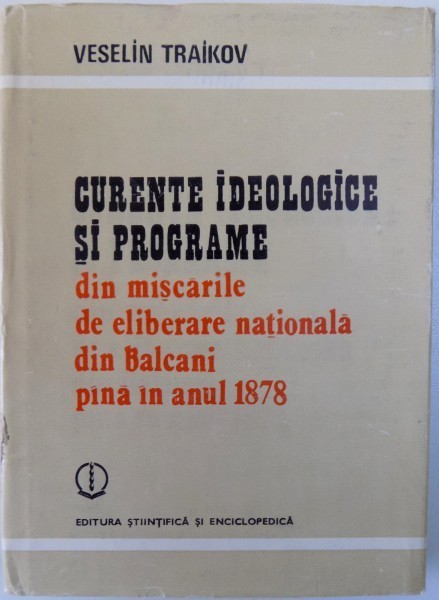 VESELIN TRAIKOV
CURENTE IDEOLOGICE
ŞI PROGRAME
din mişcările
de eliberare naţională
din Balcani
pînă în anul 1878
EDITURA ŞTIINŢIFICĂ ŞI ENCICLOPEDICĂ